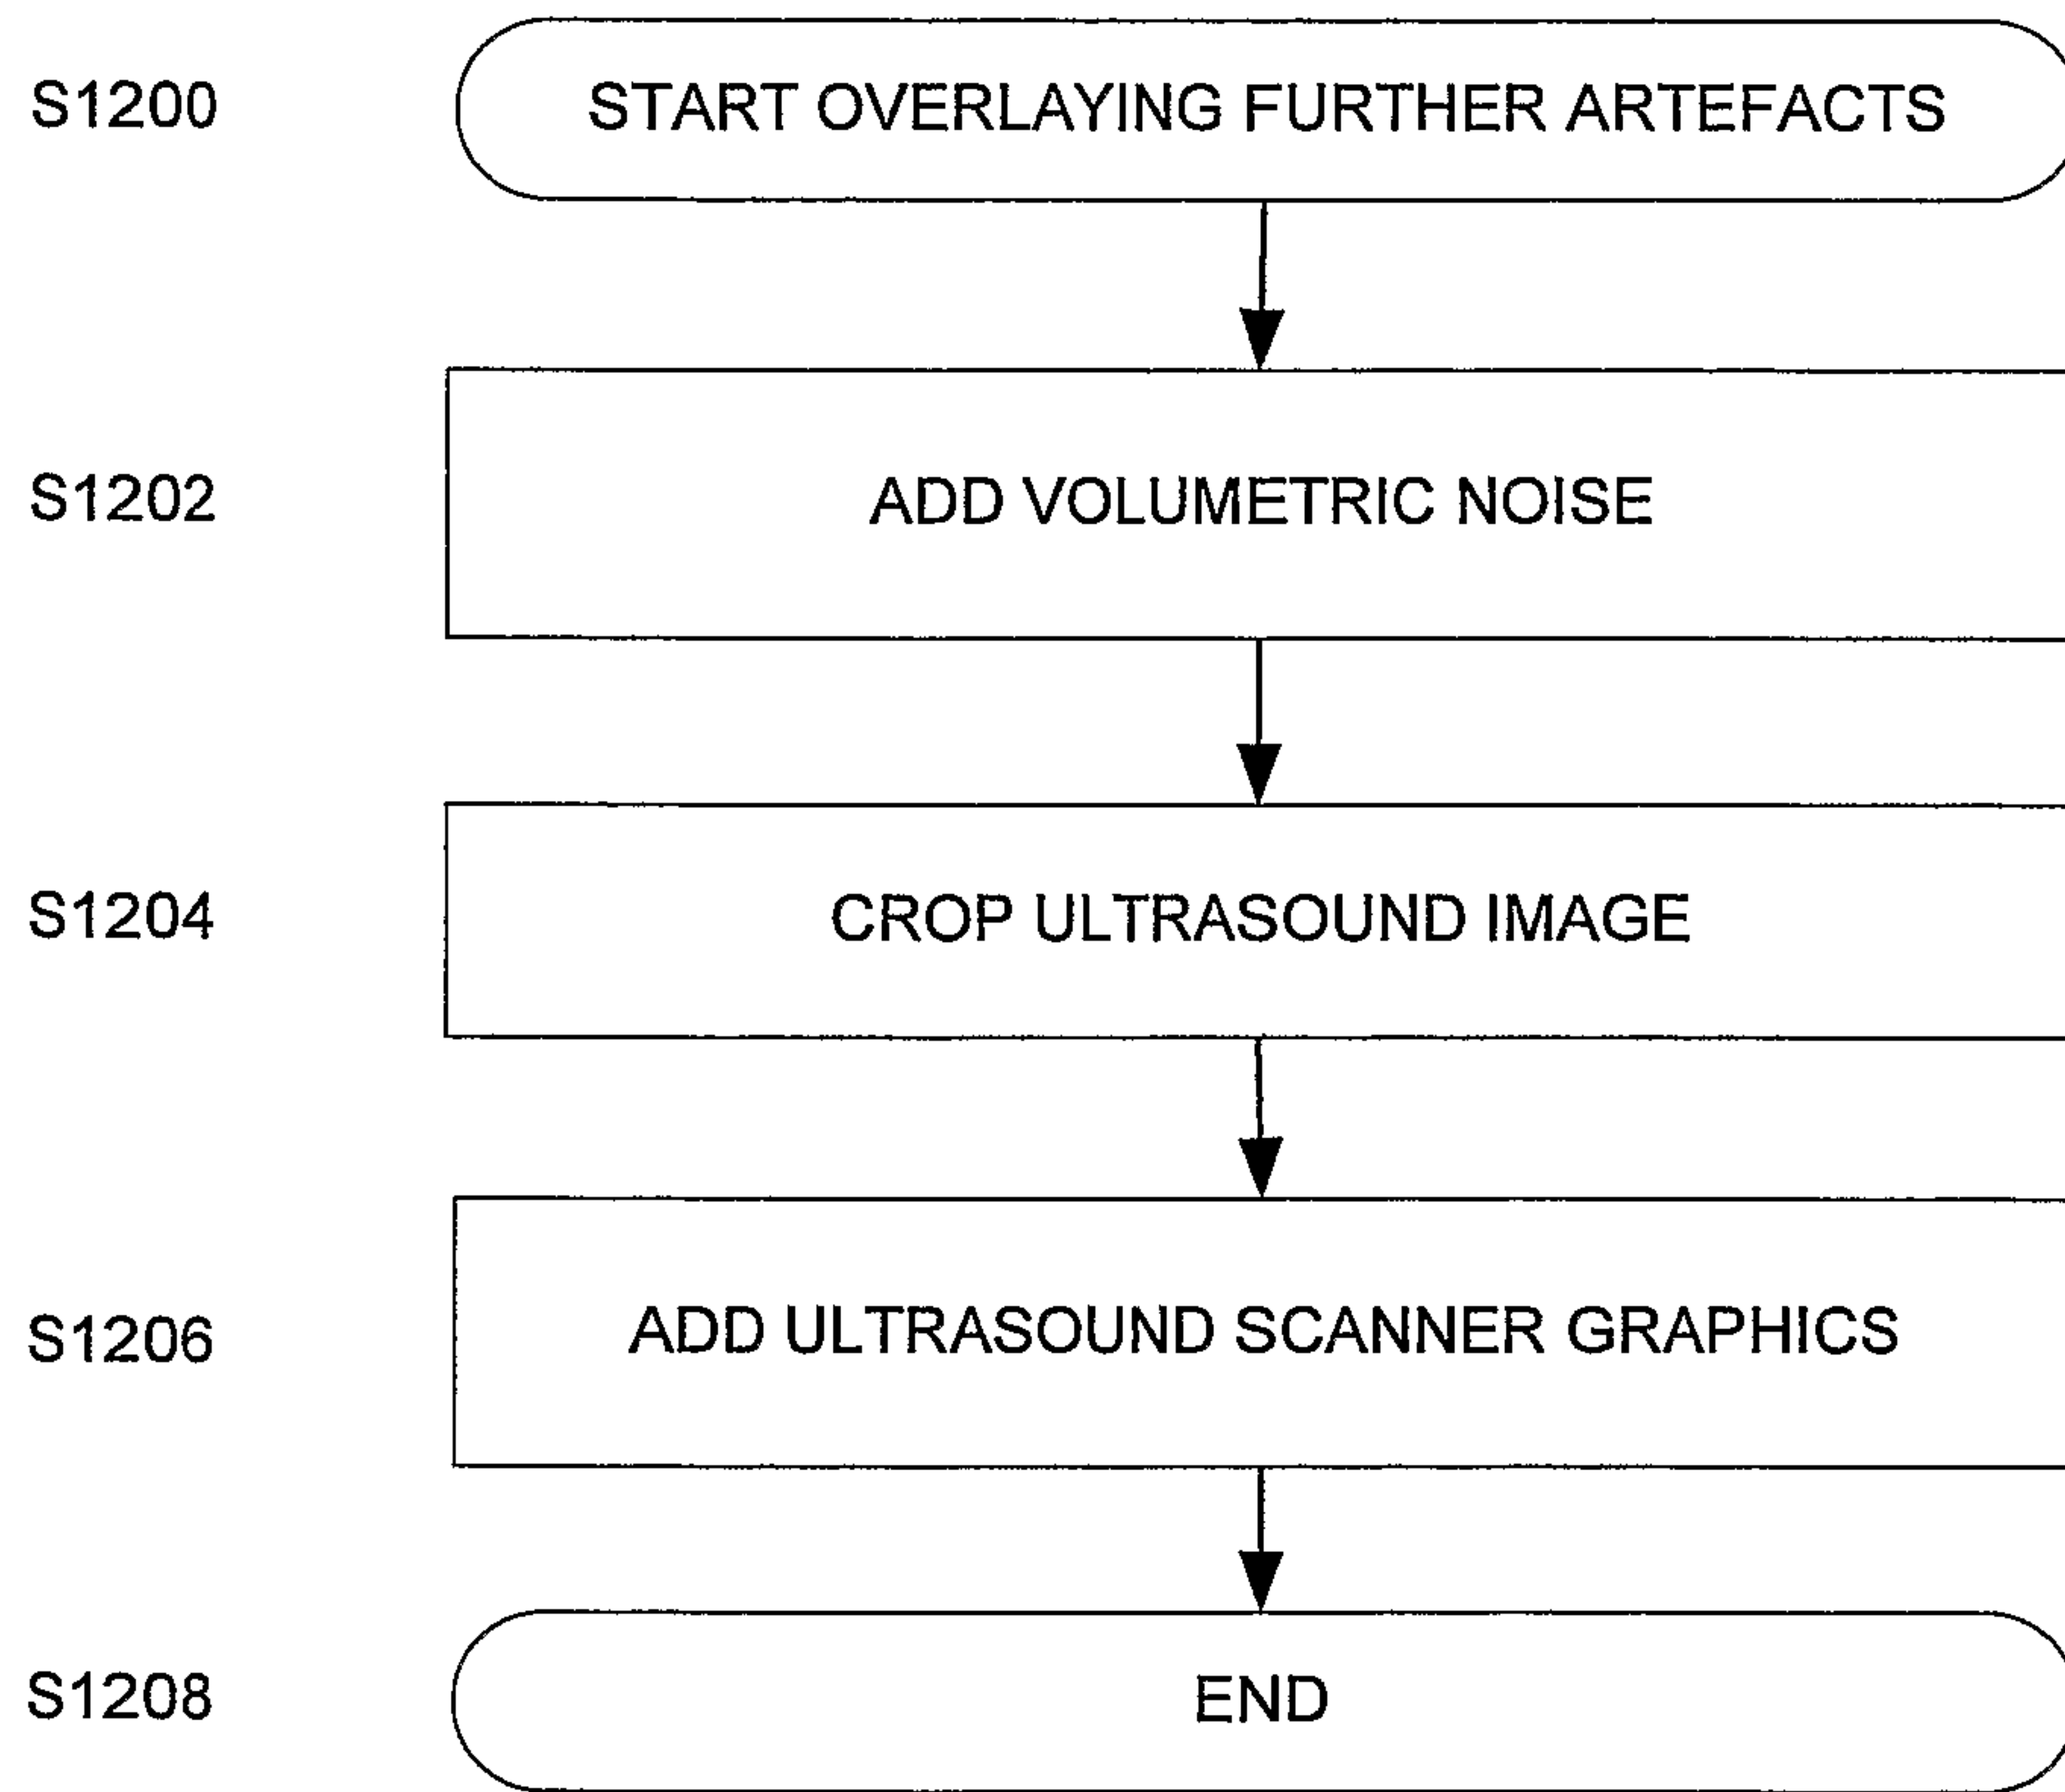 S1200 START OVERLAYING FURTHER ARTEFACTS
S1202 ADD VOLUMETRIC NOISE
S1204 CROP ULTRASOUND IMAGE
S1206 ADD ULTRASOUND SCANNER GRAPHICS
S1208 END